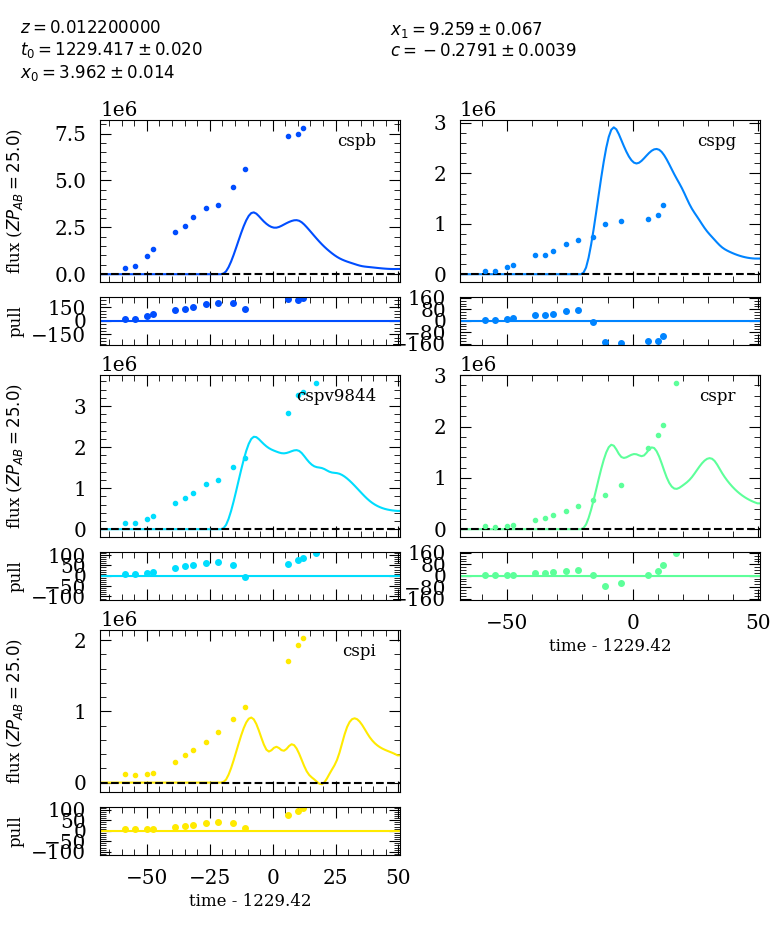 z = 0.012200000
t0 = 1229.417 ± 0.020
x0 = 3.962 ± 0.014
x1 = 9.259 ± 0.067
c = −0.2791 ± 0.0039
1e6
7.5
5.0
2.5
0.0
flux (ZP_AB = 25.0)
cspb
1e6
3
2
1
0
cspg
150
−150
pull
160
80
0
−80
−160
1e6
3
2
1
0
flux (ZP_AB = 25.0)
cspv9844
1e6
3
2
1
0
cspr
100
50
0
−50
−100
pull
160
80
0
−80
−160
−50 0 50
time - 1229.42
1e6
2
1
0
flux (ZP_AB = 25.0)
cspi
100
50
0
−50
−100
pull
−50 −25 0 25 50
time - 1229.42